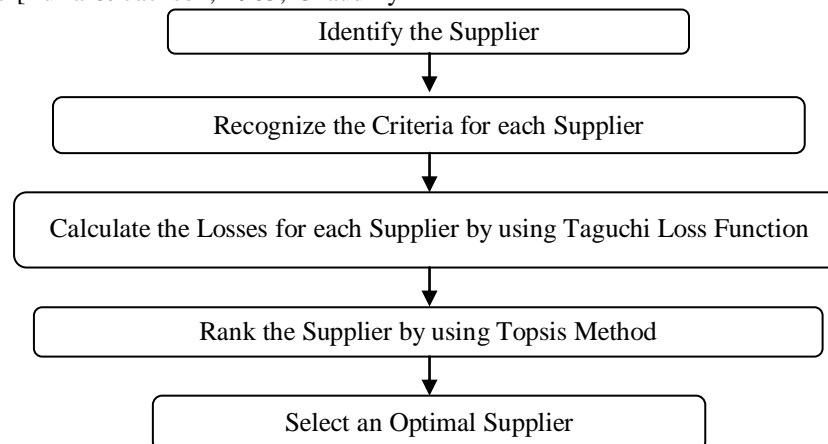 Identify the Supplier
Recognize the Criteria for each Supplier
Calculate the Losses for each Supplier by using Taguchi Loss Function
Rank the Supplier by using Topsis Method
Select an Optimal Supplier